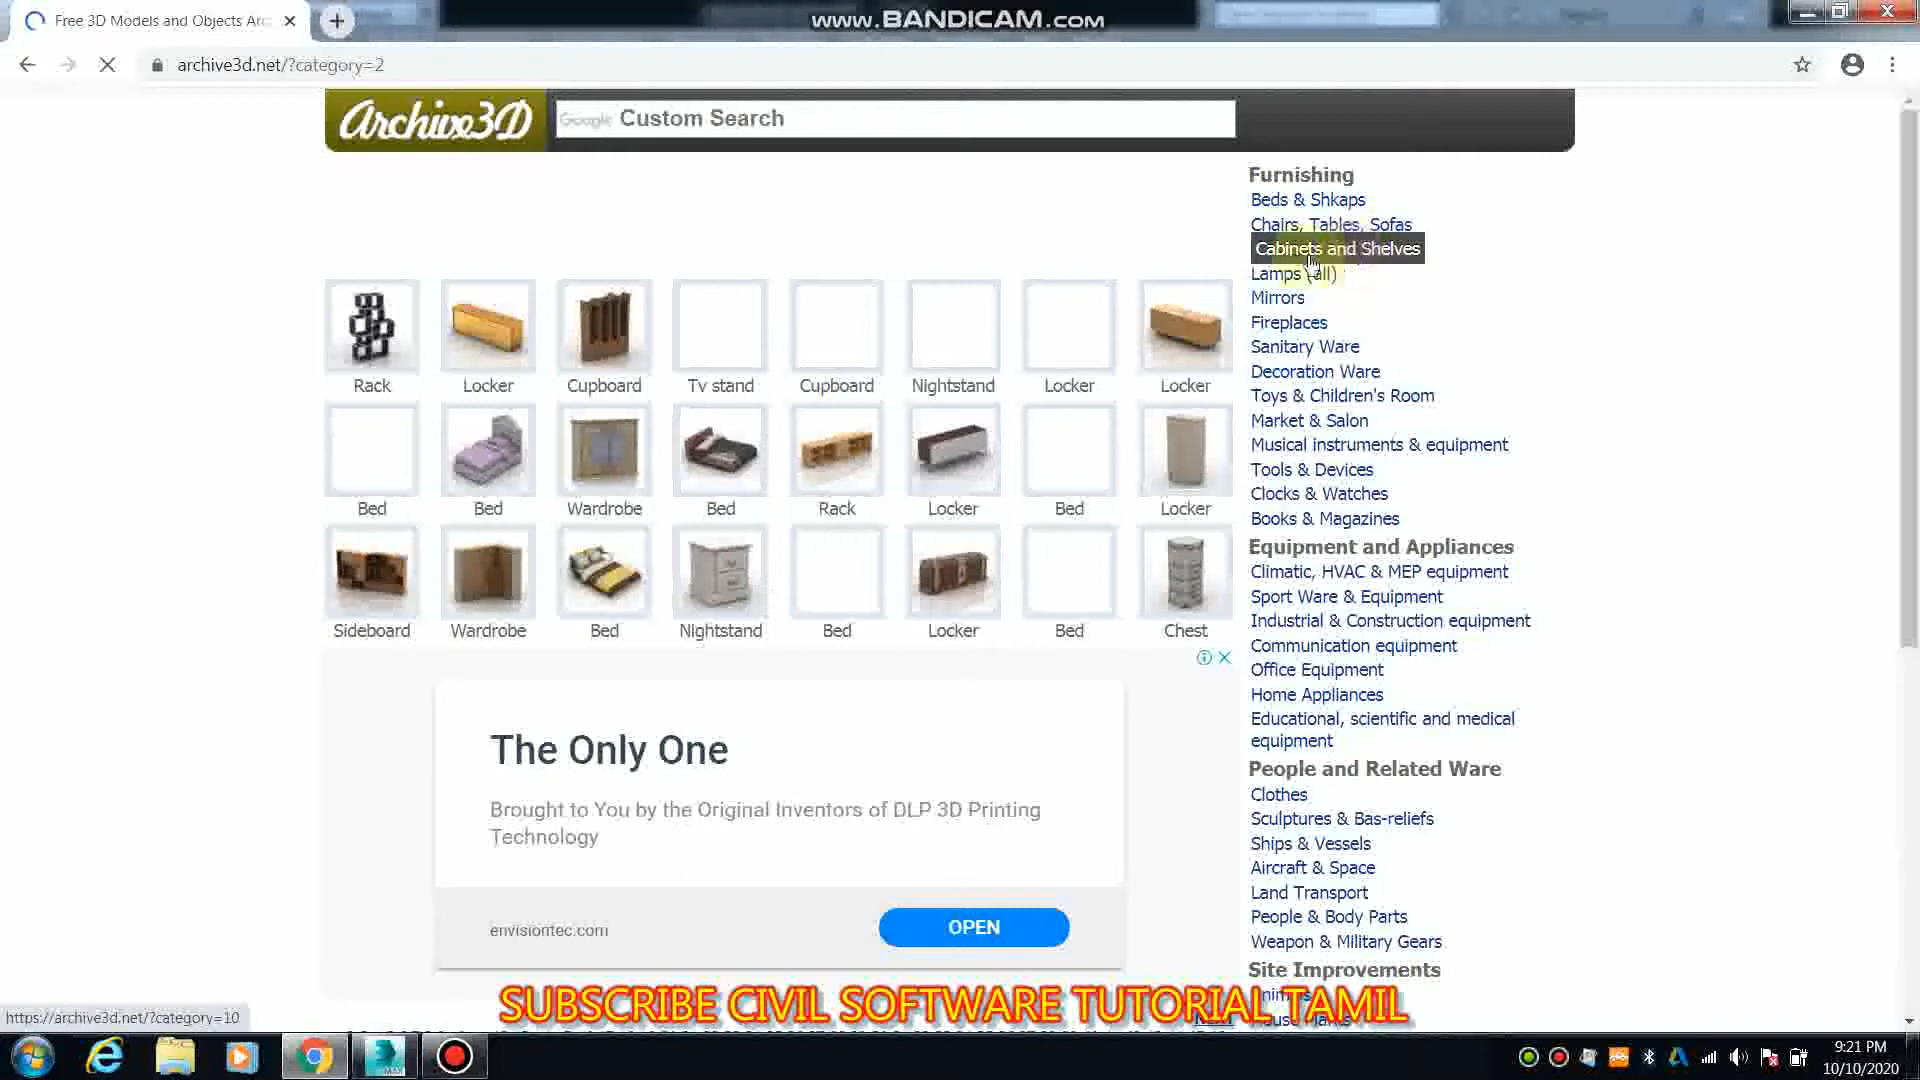 Free 3D Models and Objects Arc
www.BANDICAM.com
archive3d.net/?category=2
Archive3D
Google Custom Search
Furnishing
Beds & Shkaps
Chairs, Tables, Sofas
Cabinets and Shelves
Lamps (all)
Mirrors
Fireplaces
Sanitary Ware
Decoration Ware
Toys & Children's Room
Market & Salon
Musical instruments & equipment
Tools & Devices
Clocks & Watches
Books & Magazines
Equipment and Appliances
Climatic, HVAC & MEP equipment
Sport Ware & Equipment
Industrial & Construction equipment
Communication equipment
Office Equipment
Home Appliances
Educational, scientific and medical
equipment
People and Related Ware
Clothes
Sculptures & Bas-reliefs
Ships & Vessels
Aircraft & Space
Land Transport
People & Body Parts
Weapon & Military Gears
Site Improvements
Rack Locker Cupboard Tv stand Cupboard Nightstand Locker Locker
Bed Bed Wardrobe Bed Rack Locker Bed Locker
Sideboard Wardrobe Bed Nightstand Bed Locker Bed Chest
The Only One
Brought to You by the Original Inventors of DLP 3D Printing
Technology
envisiontec.com
OPEN
SUBSCRIBE CIVIL SOFTWARE TUTORIAL TAMIL
https://archive3d.net/?category=10
MAX
9:21 PM
10/10/2020